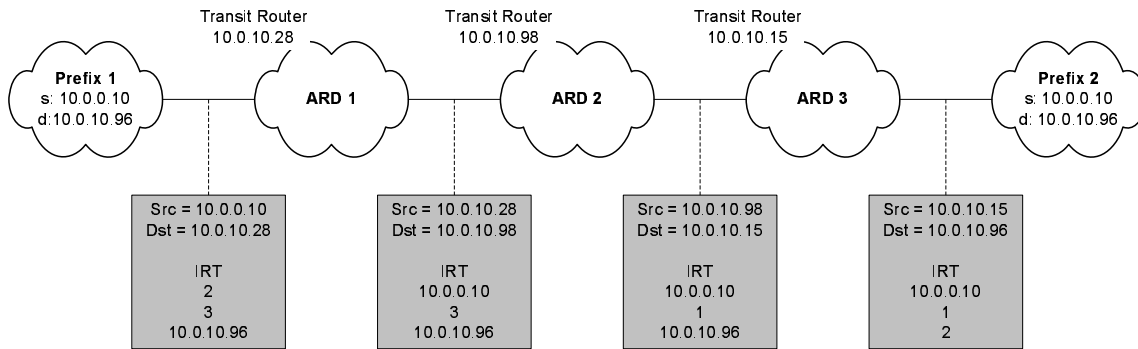 Transit Router
10.0.10.28
Transit Router
10.0.10.98
Transit Router
10.0.10.15
Prefix 1
s: 10.0.0.10
d:10.0.10.96
ARD 1
ARD 2
ARD 3
Prefix 2
s: 10.0.0.10
d: 10.0.10.96
Src = 10.0.0.10
Dst = 10.0.10.28
IRT
2
3
10.0.10.96
Src = 10.0.10.28
Dst = 10.0.10.98
IRT
10.0.0.10
3
10.0.10.96
Src = 10.0.10.98
Dst = 10.0.10.15
IRT
10.0.0.10
1
10.0.10.96
Src = 10.0.10.15
Dst = 10.0.10.96
IRT
10.0.0.10
1
2